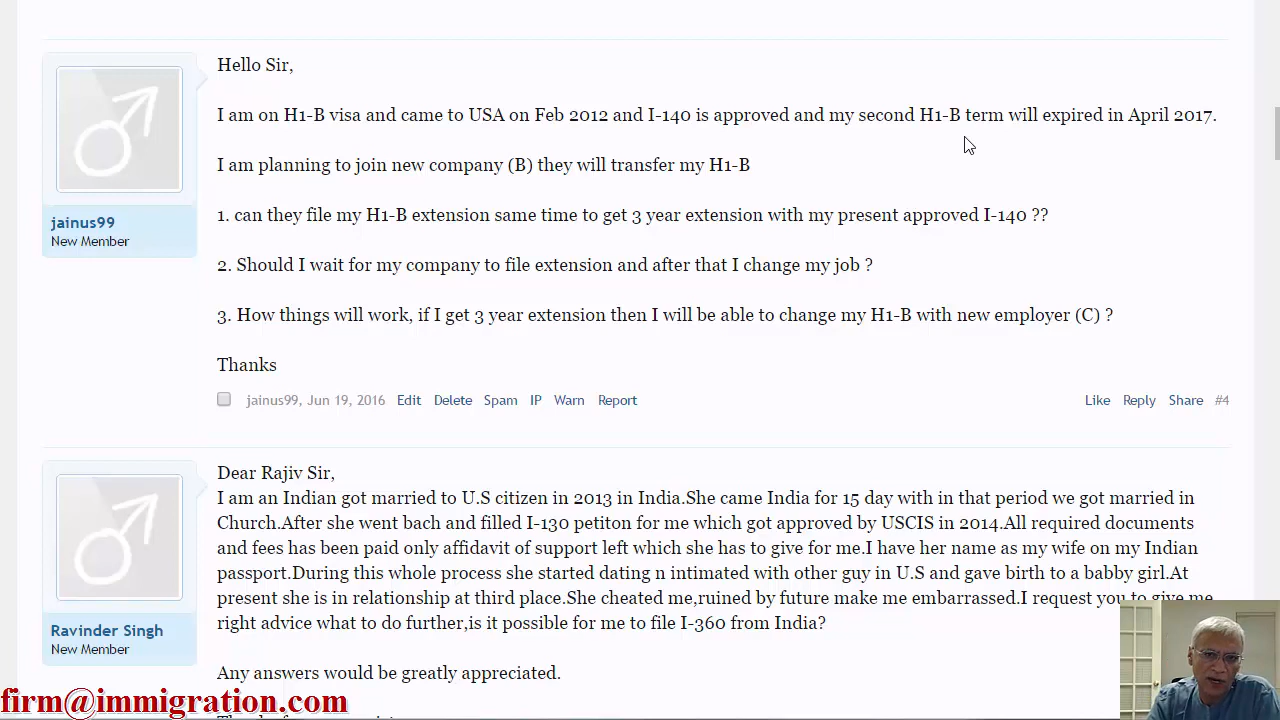 Hello Sir,
I am on H1-B visa and came to USA on Feb 2012 and I-140 is approved and my second H1-B term will expired in April 2017.
I am planning to join new company (B) they will transfer my H1-B
1. can they file my H1-B extension same time to get 3 year extension with my present approved I-140 ??
jainus99
New Member
2. Should I wait for my company to file extension and after that I change my job ?
3. How things will work, if I get 3 year extension then I will be able to change my H1-B with new employer (C) ?
Thanks
jainus99, Jun 19, 2016 Edit Delete Spam IP Warn Report Like Reply Share #4
Dear Rajiv Sir,
I am an Indian got married to U.S citizen in 2013 in India.She came India for 15 day with in that period we got married in
Church.After she went bach and filled I-130 petiton for me which got approved by USCIS in 2014.All required documents
and fees has been paid only affidavit of support left which she has to give for me.I have her name as my wife on my Indian
passport.During this whole process she started dating n intimated with other guy in U.S and gave birth to a babby girl.At
present she is in relationship at third place.She cheated me,ruined by future make me embarrassed.I request you to give me
right advice what to do further,is it possible for me to file I-360 from India?
Ravinder Singh
New Member
Any answers would be greatly appreciated.
firm@immigration.com